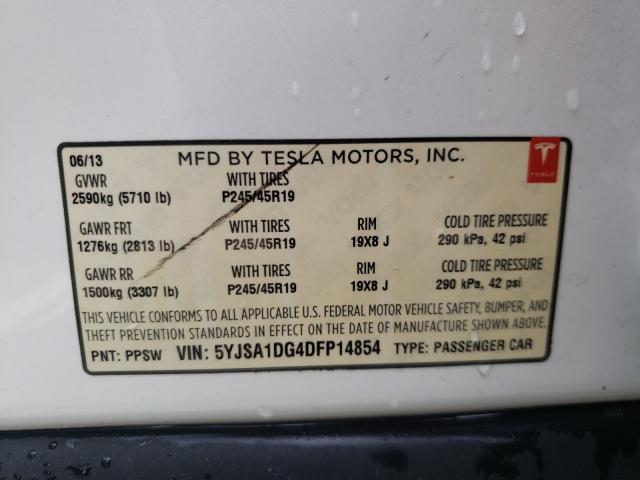 06/13 MFD BY TESLA MOTORS, INC.
GVWR WITH TIRES
2590kg (5710 lb) P245/45R19
TESLA
GAWR FRT WITH TIRES RIM COLD TIRE PRESSURE
1276kg (2813 lb) P245/45R19 19X8 J 290 kPa, 42 psi
GAWR RR WITH TIRES RIM COLD TIRE PRESSURE
1500kg (3307 lb) P245/45R19 19X8 J 290 kPa, 42 psi
THIS VEHICLE CONFORMS TO ALL APPLICABLE U.S. FEDERAL MOTOR VEHICLE SAFETY, BUMPER, AND
THEFT PREVENTION STANDARDS IN EFFECT ON THE DATE OF MANUFACTURE SHOWN ABOVE.
PNT: PPSW VIN: 5YJSA1DG4DFP14854 TYPE: PASSENGER CAR